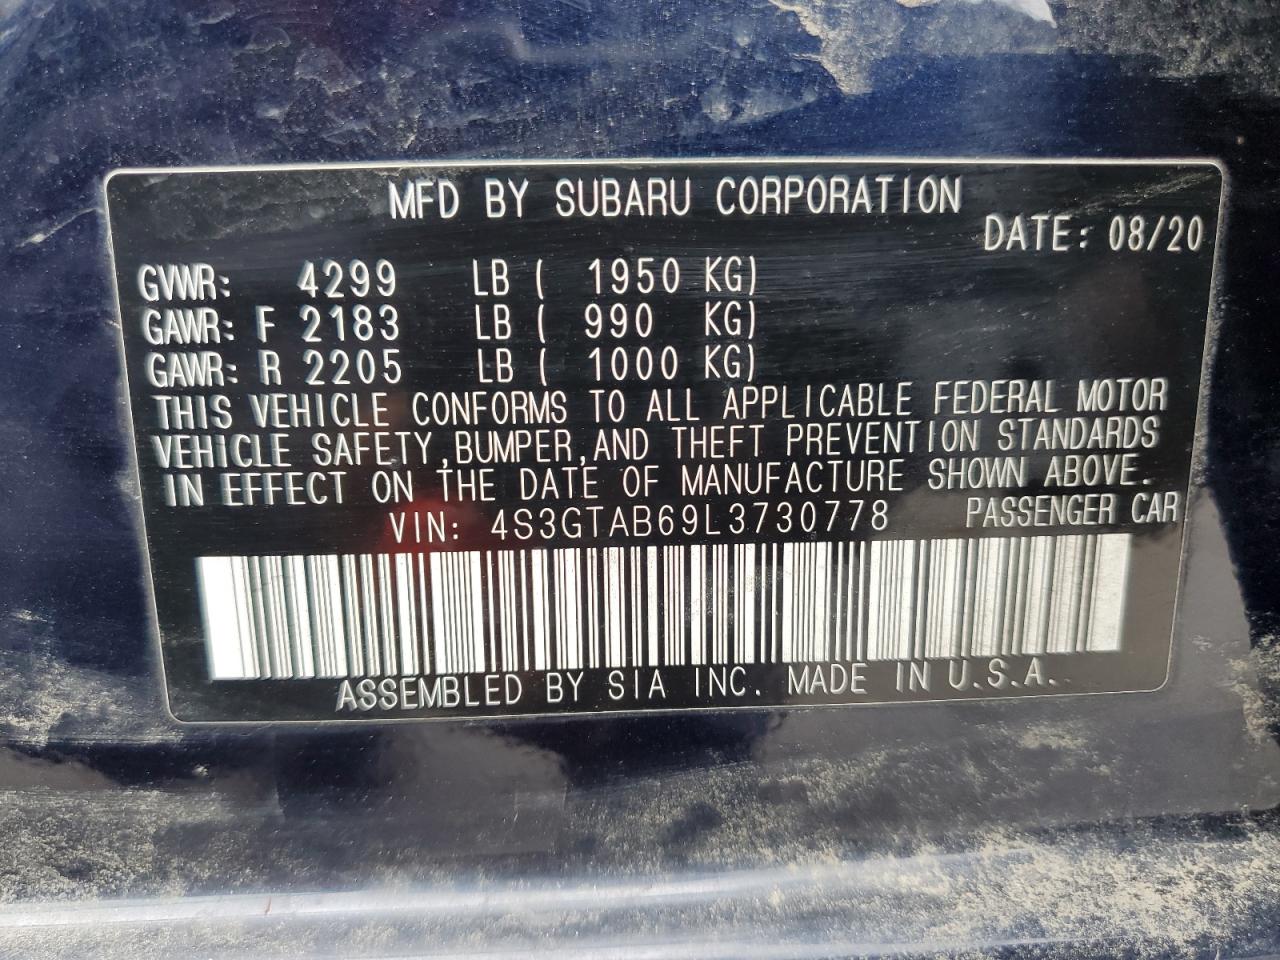 MFD BY SUBARU CORPORATION
DATE: 08/20
GVWR: 4299 LB ( 1950 KG)
GAWR: F 2183 LB ( 990 KG)
GAWR: R 2205 LB ( 1000 KG)
THIS VEHICLE CONFORMS TO ALL APPLICABLE FEDERAL MOTOR
VEHICLE SAFETY,BUMPER,AND THEFT PREVENTION STANDARDS
IN EFFECT ON THE DATE OF MANUFACTURE SHOWN ABOVE.
VIN: 4S3GTAB69L3730778 PASSENGER CAR
ASSEMBLED BY SIA INC. MADE IN U.S.A.